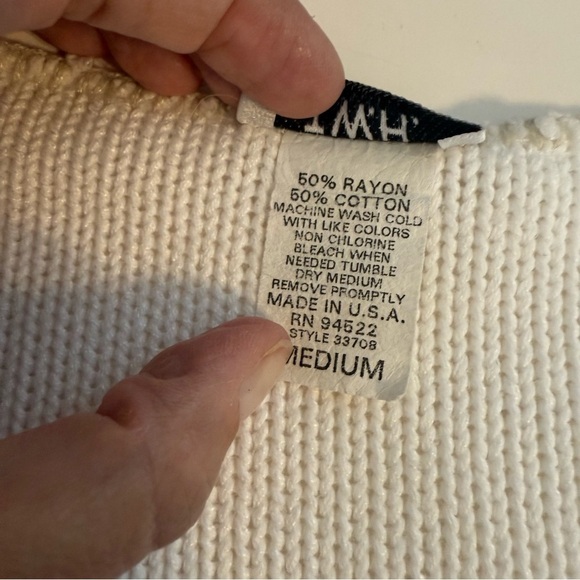 .H.W.T
50% RAYON
50% COTTON
MACHINE WASH COLD
WITH LIKE COLORS
NON CHLORINE
BLEACH WHEN
NEEDED TUMBLE
DRY MEDIUM
REMOVE PROMPTLY
MADE IN U.S.A.
RN 94522
STYLE 33708
MEDIUM